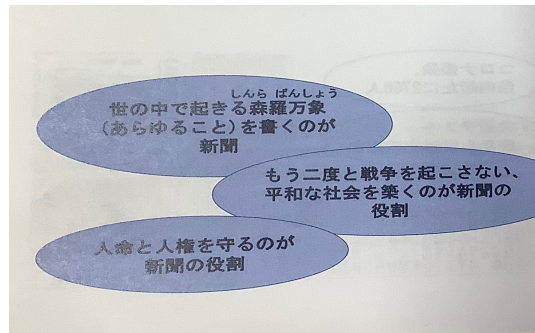 しんら ばんしょう
世の中で起きる森羅万象
(あらゆること)を書くのが
新聞
もう二度と戦争を起こさない、
平和な社会を築くのが新聞の
役割
人命と人権を守るのが
新聞の役割